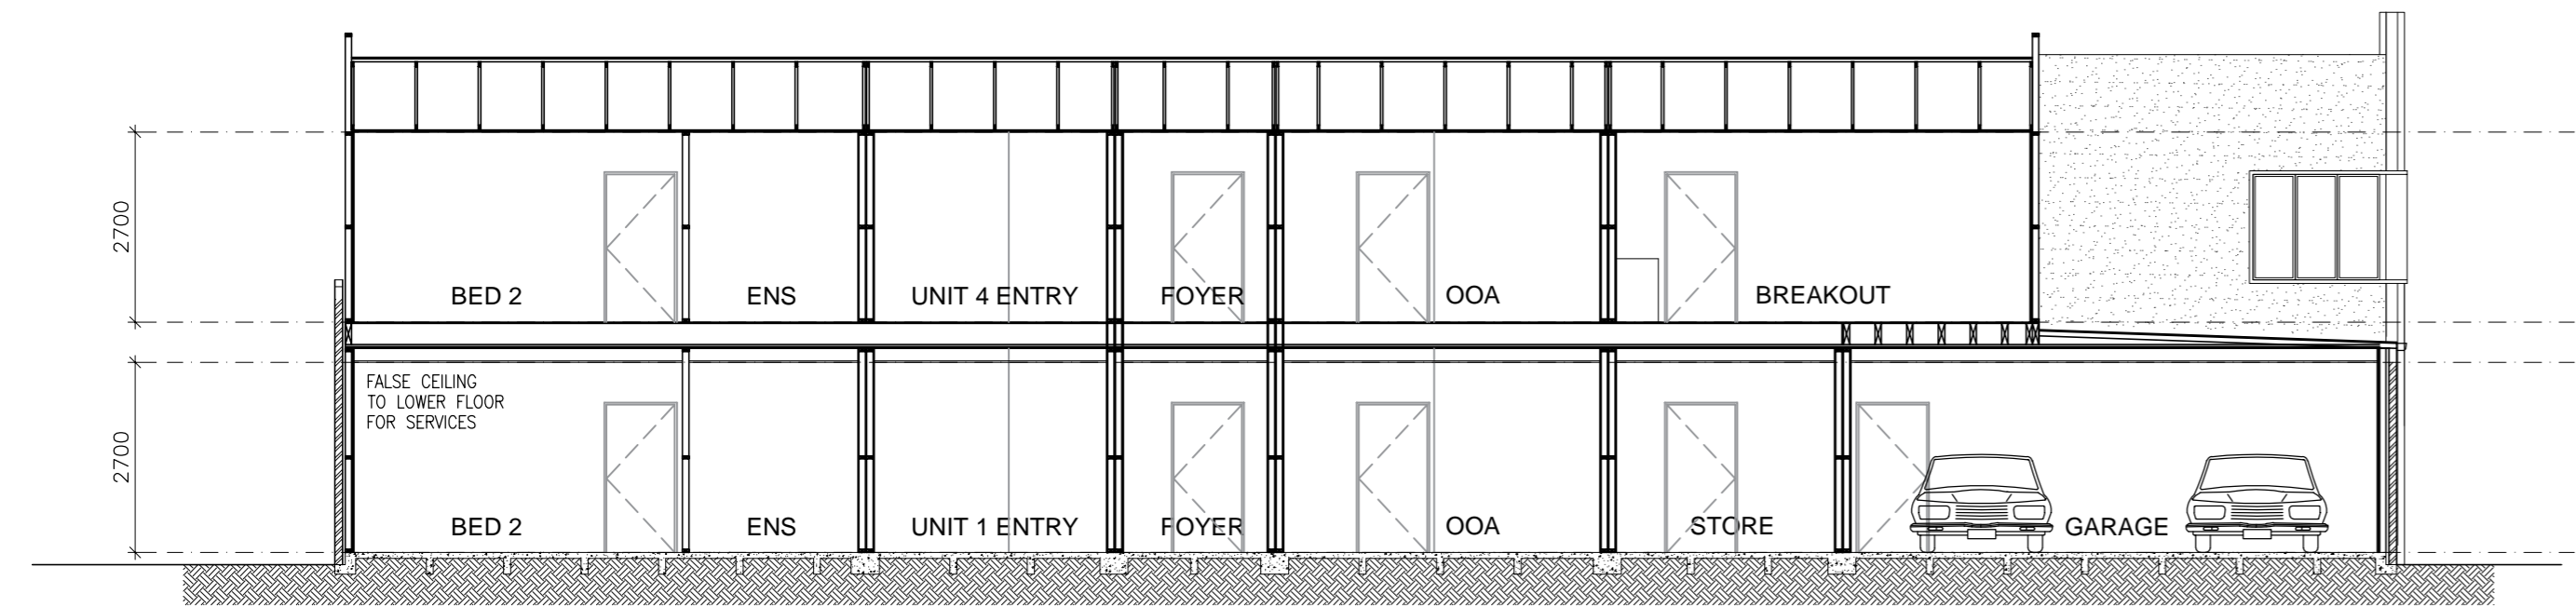 2700
BED 2
ENS
UNIT 4 ENTRY
FOYER
OOA
BREAKOUT
FALSE CEILING
TO LOWER FLOOR
FOR SERVICES
2700
BED 2
ENS
UNIT 1 ENTRY
FOYER
OOA
STORE
GARAGE